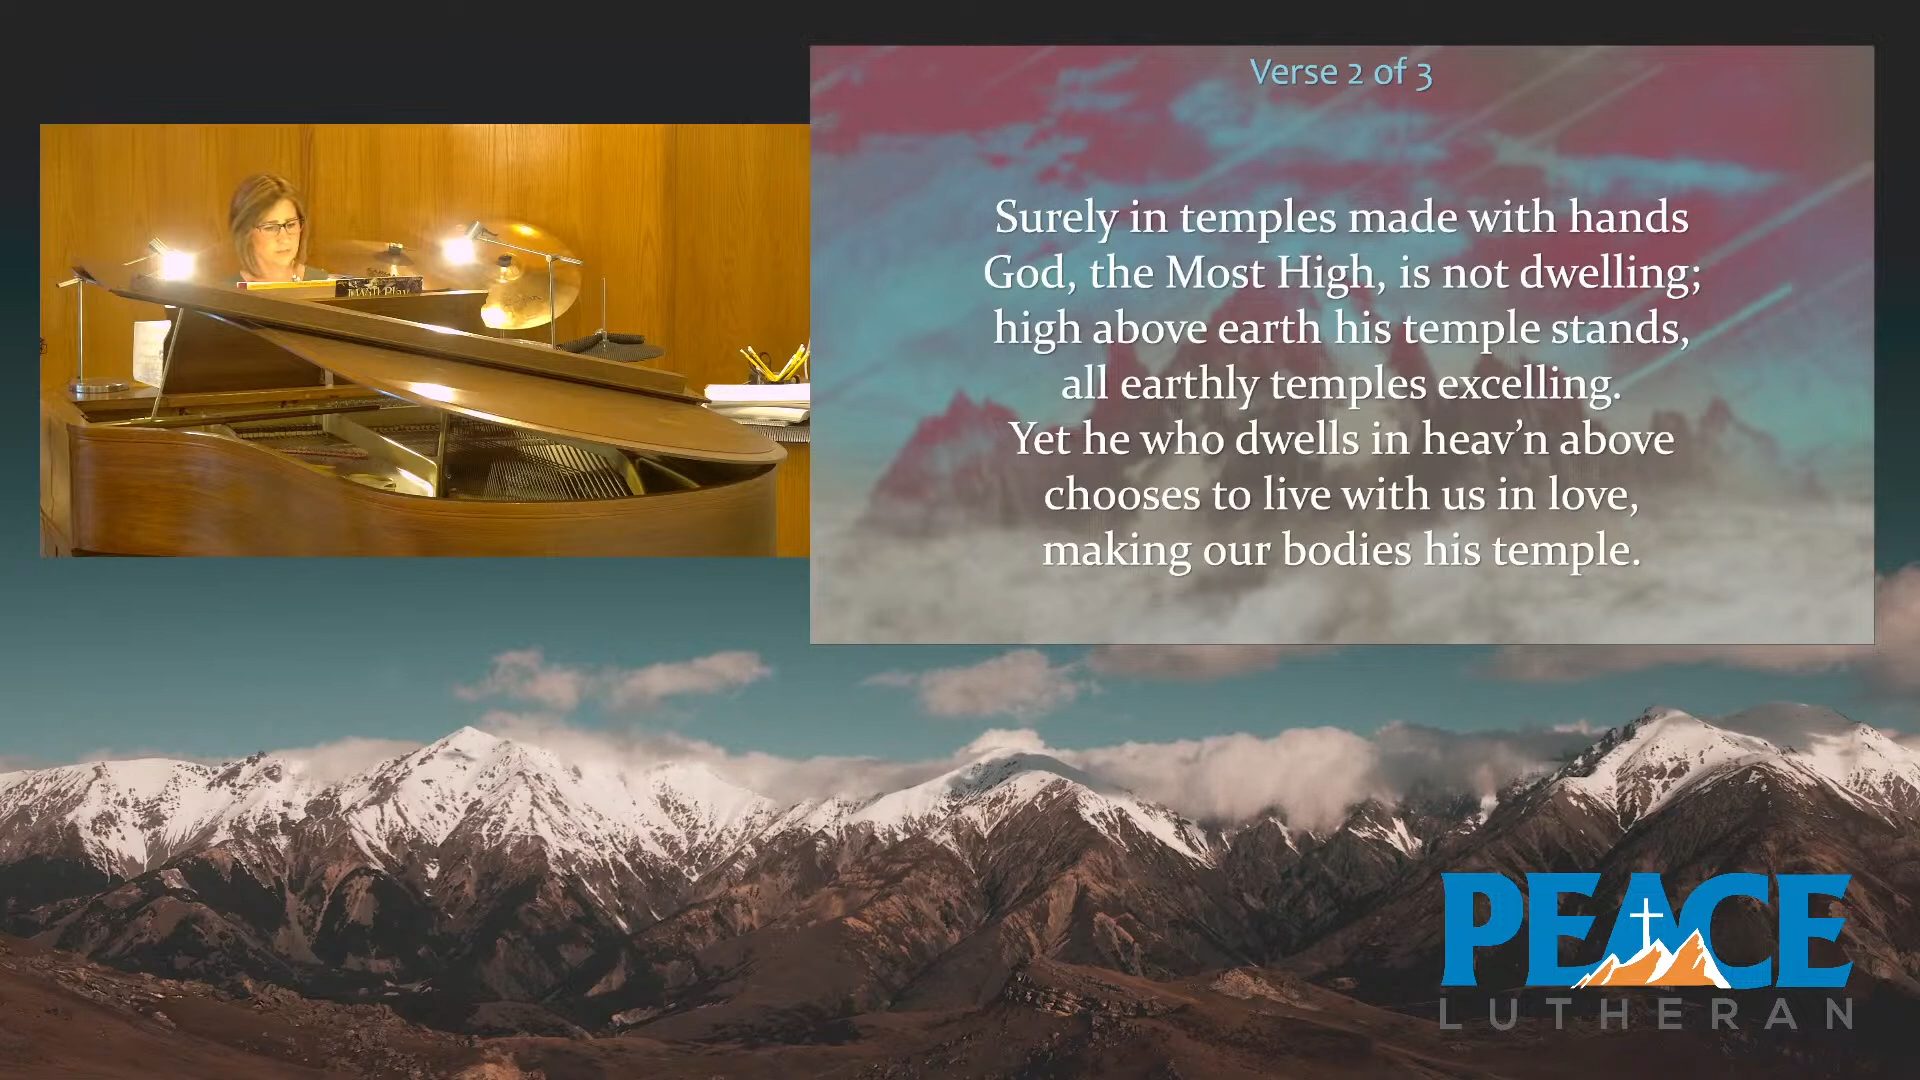 Verse 2 of 3
Surely in temples made with hands
God, the Most High, is not dwelling;
high above earth his temple stands,
all earthly temples excelling.
Yet he who dwells in heav’n above
chooses to live with us in love,
making our bodies his temple.
PEACE
LUTHERAN